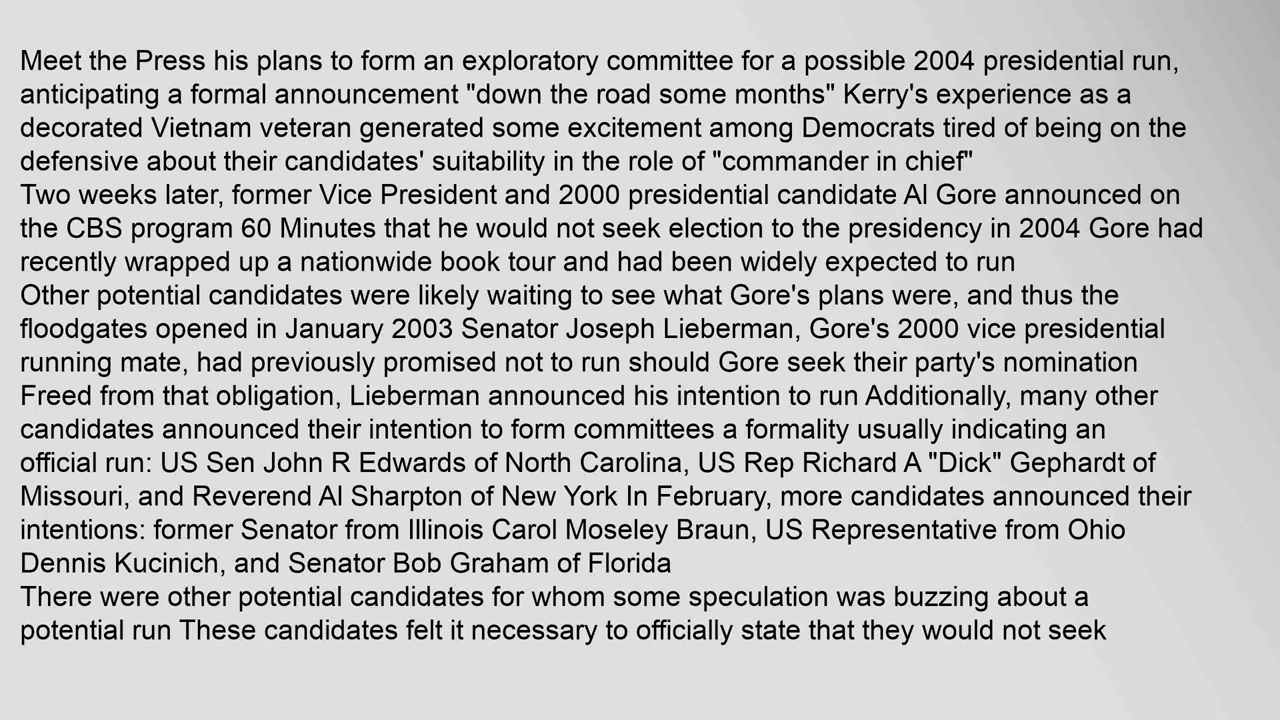 Meet the Press his plans to form an exploratory committee for a possible 2004 presidential run,
anticipating a formal announcement "down the road some months" Kerry's experience as a
decorated Vietnam veteran generated some excitement among Democrats tired of being on the
defensive about their candidates' suitability in the role of "commander in chief"
Two weeks later, former Vice President and 2000 presidential candidate Al Gore announced on
the CBS program 60 Minutes that he would not seek election to the presidency in 2004 Gore had
recently wrapped up a nationwide book tour and had been widely expected to run
Other potential candidates were likely waiting to see what Gore's plans were, and thus the
floodgates opened in January 2003 Senator Joseph Lieberman, Gore's 2000 vice presidential
running mate, had previously promised not to run should Gore seek their party's nomination
Freed from that obligation, Lieberman announced his intention to run Additionally, many other
candidates announced their intention to form committees a formality usually indicating an
official run: US Sen John R Edwards of North Carolina, US Rep Richard A "Dick" Gephardt of
Missouri, and Reverend Al Sharpton of New York In February, more candidates announced their
intentions: former Senator from Illinois Carol Moseley Braun, US Representative from Ohio
Dennis Kucinich, and Senator Bob Graham of Florida
There were other potential candidates for whom some speculation was buzzing about a
potential run These candidates felt it necessary to officially state that they would not seek